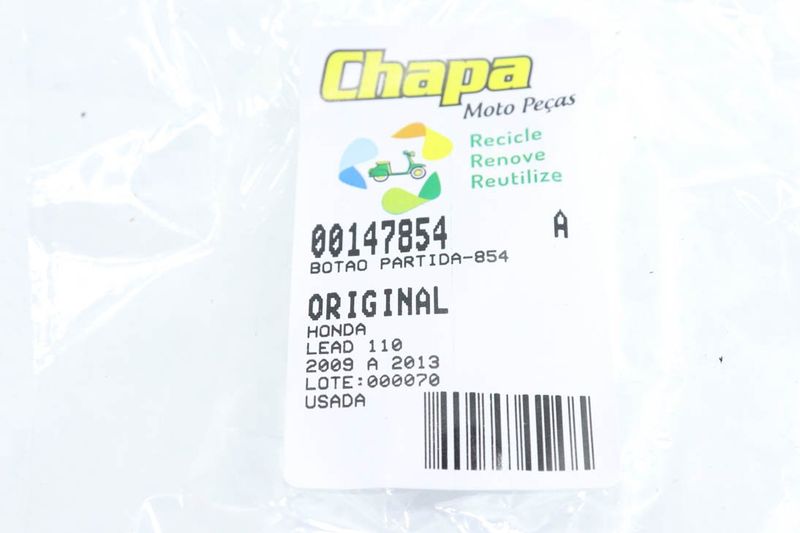 Chapa
Moto Peças
Recicle
Renove
Reutilize
00147854 A
BOTAO PARTIDA-854
ORIGINAL
HONDA
LEAD 110
2009 A 2013
LOTE:000070
USADA